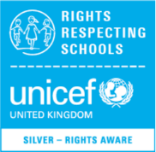 RIGHTS
RESPECTING
SCHOOLS
unicef
UNITED KINGDOM
SILVER – RIGHTS AWARE